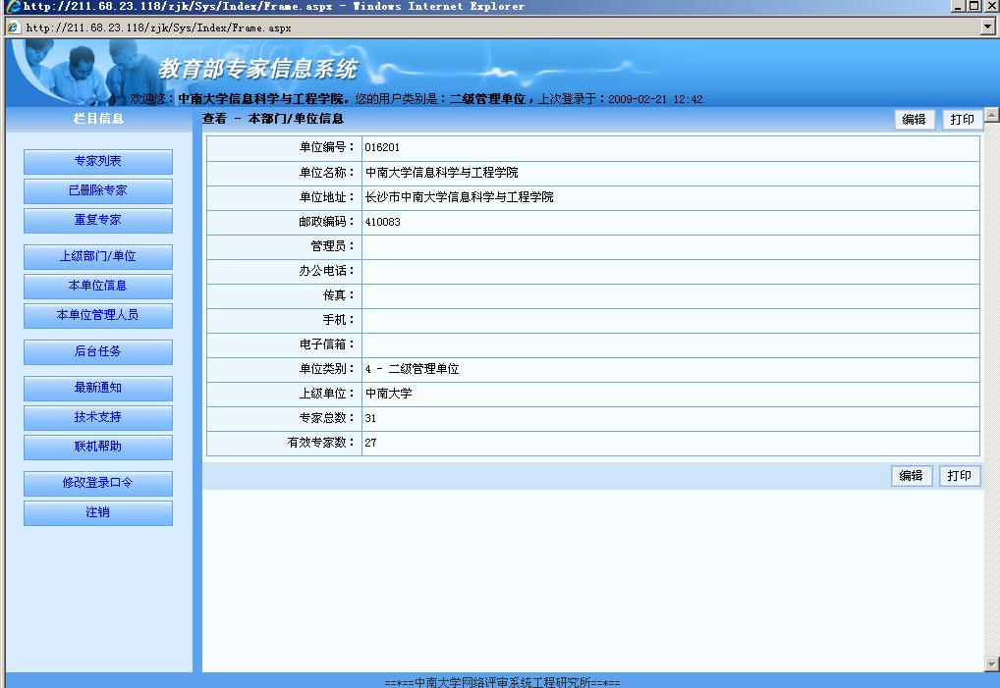 http://211.68.23.118/zjk/Sys/Index/Frame.aspx - Windows Internet Explorer
http://211.68.23.118/zjk/Sys/Index/Frame.aspx
教育部专家信息系统
欢迎您：中南大学信息科学与工程学院。您的用户类别是：二级管理单位，上次登录于：2009-02-21 12:42
栏目信息
查看 - 本部门/单位信息
编辑 打印
专家列表
已删除专家
重复专家
上级部门/单位
本单位信息
本单位管理人员
后台任务
最新通知
技术支持
联机帮助
修改登录口令
注销
单位编号： 016201
单位名称： 中南大学信息科学与工程学院
单位地址： 长沙市中南大学信息科学与工程学院
邮政编码： 410083
管理员：
办公电话：
传真：
手机：
电子信箱：
单位类别： 4 - 二级管理单位
上级单位： 中南大学
专家总数： 31
有效专家数： 27
编辑 打印
==*==中南大学网络评审系统工程研究所==*==